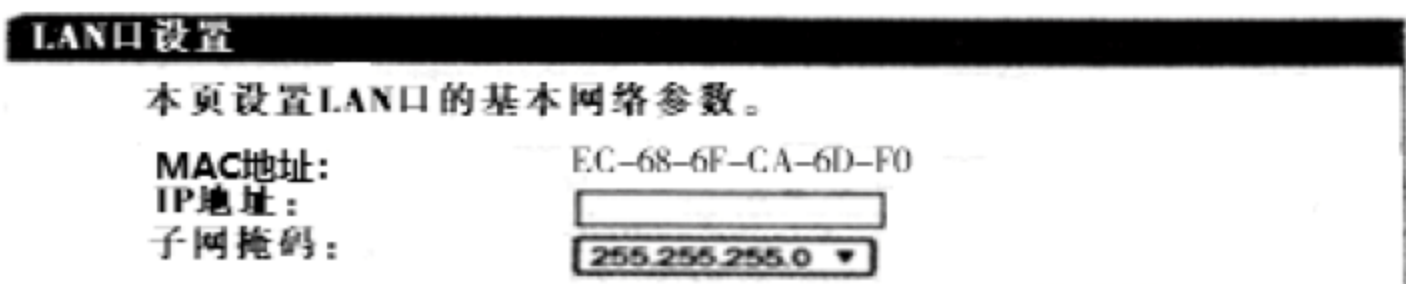 LAN口设置
本页设置LAN口的基本网络参数。
MAC地址: EC-68-6F-CA-6D-F0
IP地址:
子网掩码: 255.255.255.0 ▼